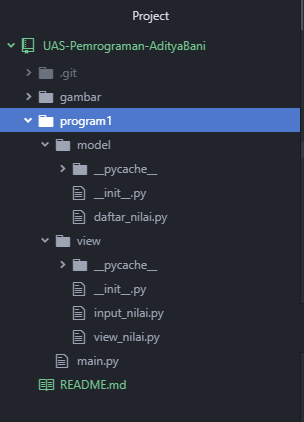 Project
UAS-Pemrograman-AdityaBani
.git
gambar
program1
model
__pycache__
__init__.py
daftar_nilai.py
view
__pycache__
__init__.py
input_nilai.py
view_nilai.py
main.py
README.md